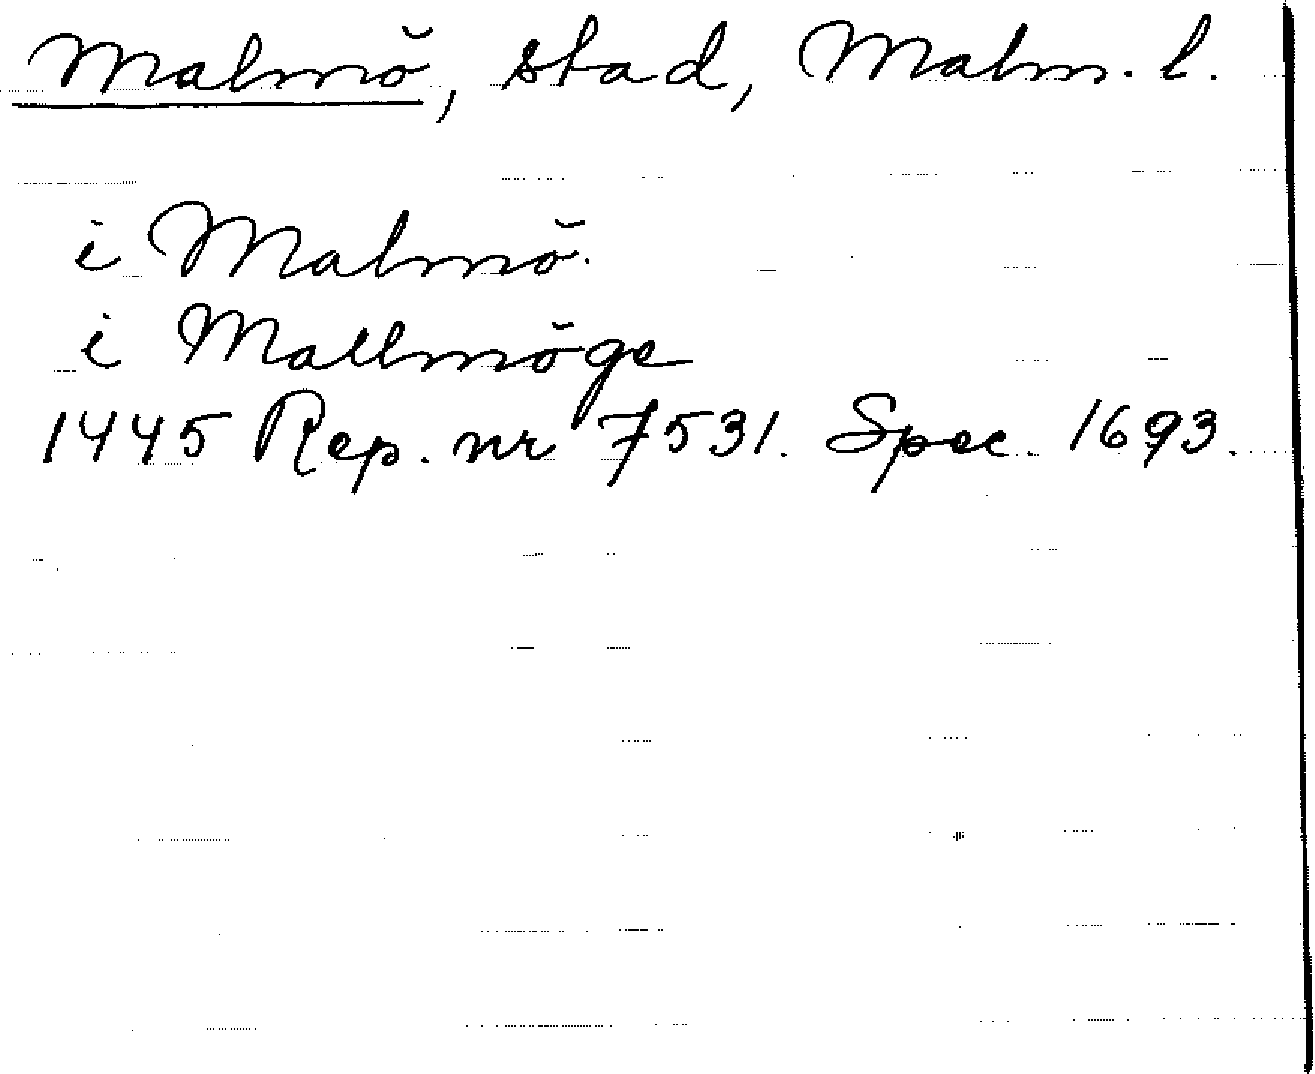 Malmö, stad, Malm. l.
i Malmö.
i Mallmöge
1445 Rep. nr 7531. Spec. 1693.